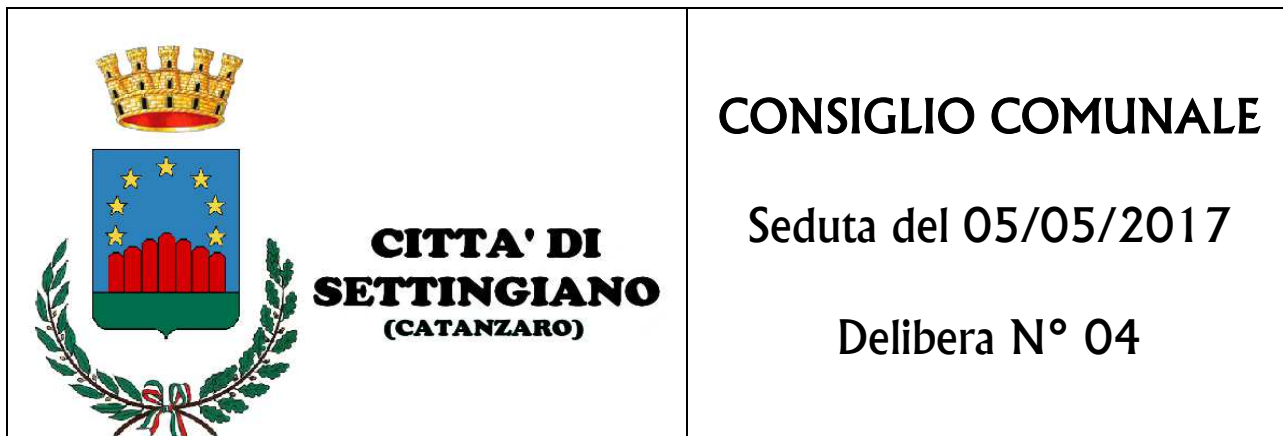 CITTA' DI
SETTINGIANO
(CATANZARO)
CONSIGLIO COMUNALE
Seduta del 05/05/2017
Delibera N° 04